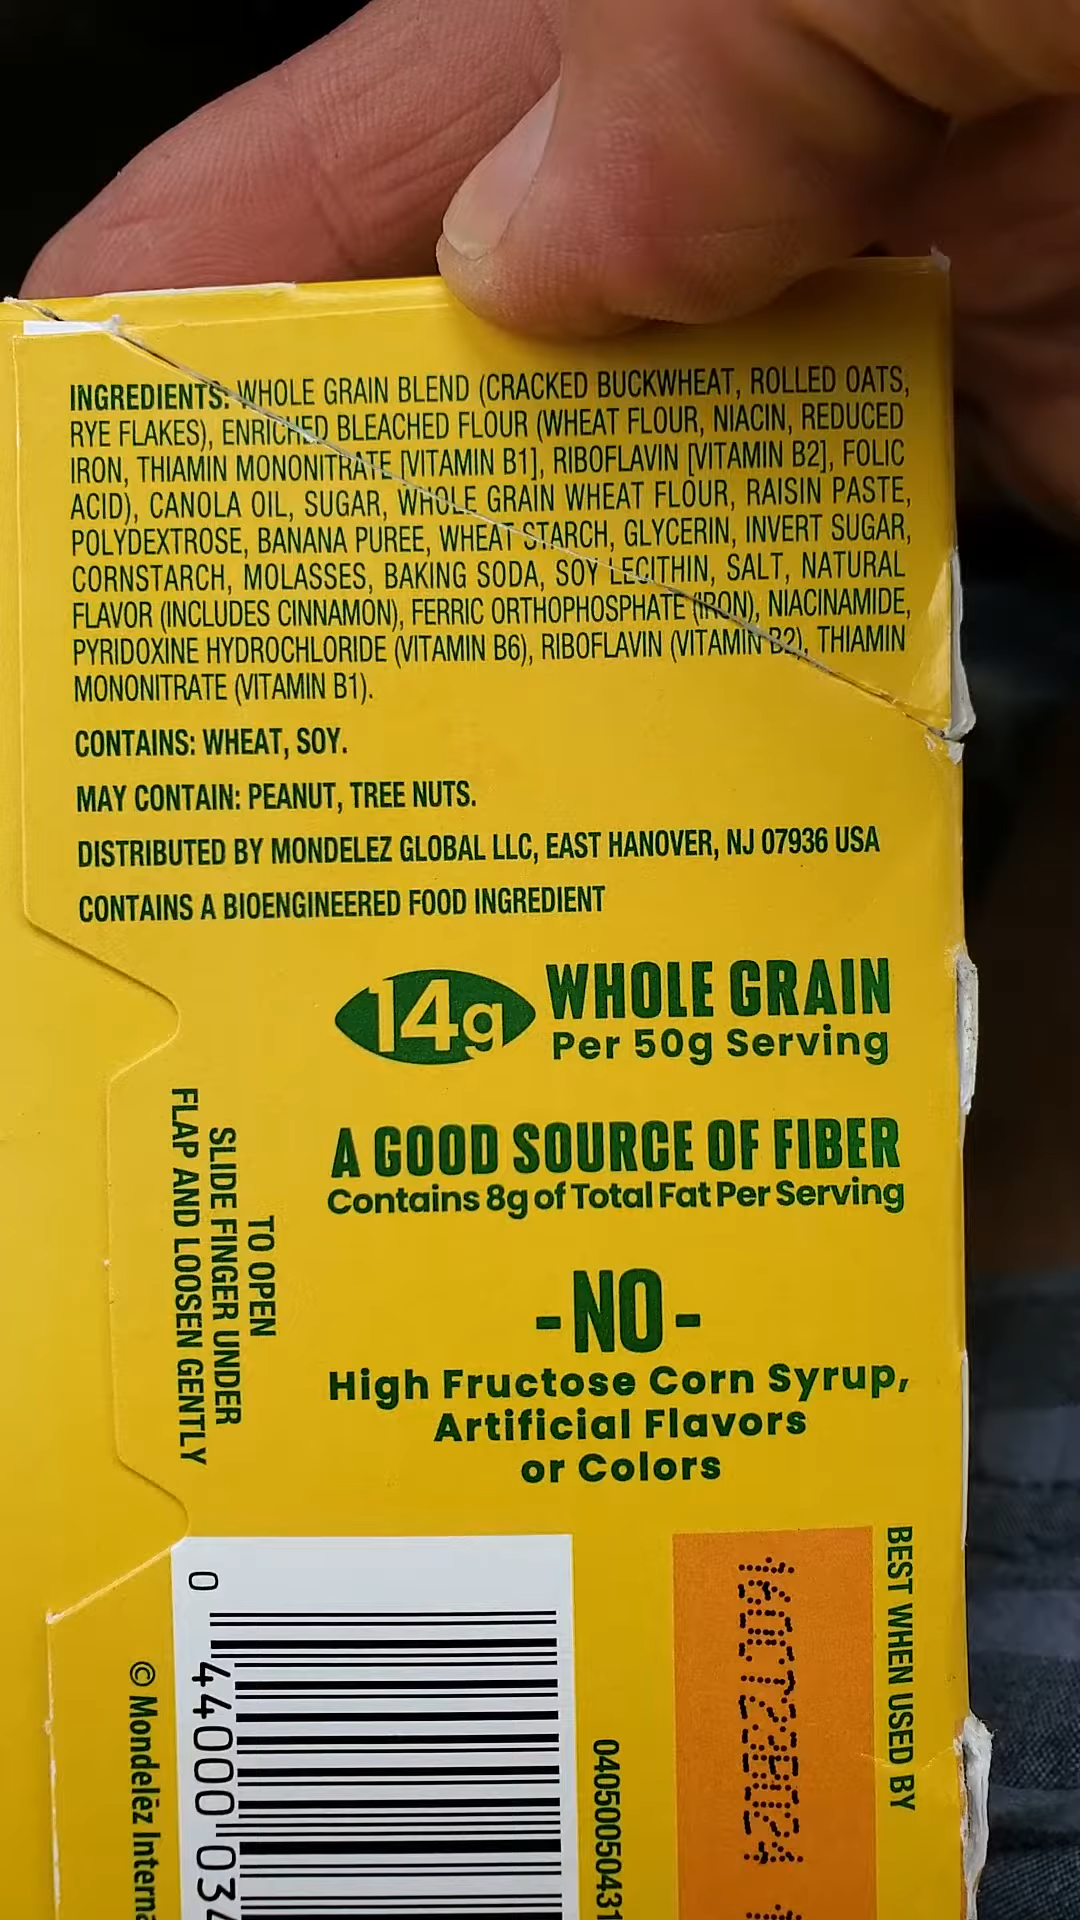 INGREDIENTS: WHOLE GRAIN BLEND (CRACKED BUCKWHEAT, ROLLED OATS,
RYE FLAKES), ENRICHED BLEACHED FLOUR (WHEAT FLOUR, NIACIN, REDUCED
IRON, THIAMIN MONONITRATE [VITAMIN B1], RIBOFLAVIN [VITAMIN B2], FOLIC
ACID), CANOLA OIL, SUGAR, WHOLE GRAIN WHEAT FLOUR, RAISIN PASTE,
POLYDEXTROSE, BANANA PUREE, WHEAT STARCH, GLYCERIN, INVERT SUGAR,
CORNSTARCH, MOLASSES, BAKING SODA, SOY LECITHIN, SALT, NATURAL
FLAVOR (INCLUDES CINNAMON), FERRIC ORTHOPHOSPHATE (IRON), NIACINAMIDE,
PYRIDOXINE HYDROCHLORIDE (VITAMIN B6), RIBOFLAVIN (VITAMIN B2), THIAMIN
MONONITRATE (VITAMIN B1).
CONTAINS: WHEAT, SOY.
MAY CONTAIN: PEANUT, TREE NUTS.
DISTRIBUTED BY MONDELEZ GLOBAL LLC, EAST HANOVER, NJ 07936 USA
CONTAINS A BIOENGINEERED FOOD INGREDIENT
14g WHOLE GRAIN
Per 50g Serving
A GOOD SOURCE OF FIBER
Contains 8g of Total Fat Per Serving
TO OPEN
SLIDE FINGER UNDER
FLAP AND LOOSEN GENTLY
-NO-
High Fructose Corn Syrup,
Artificial Flavors
or Colors
BEST WHEN USED BY
16OCT23
0 44000 03
0405005043
© Mondelēz